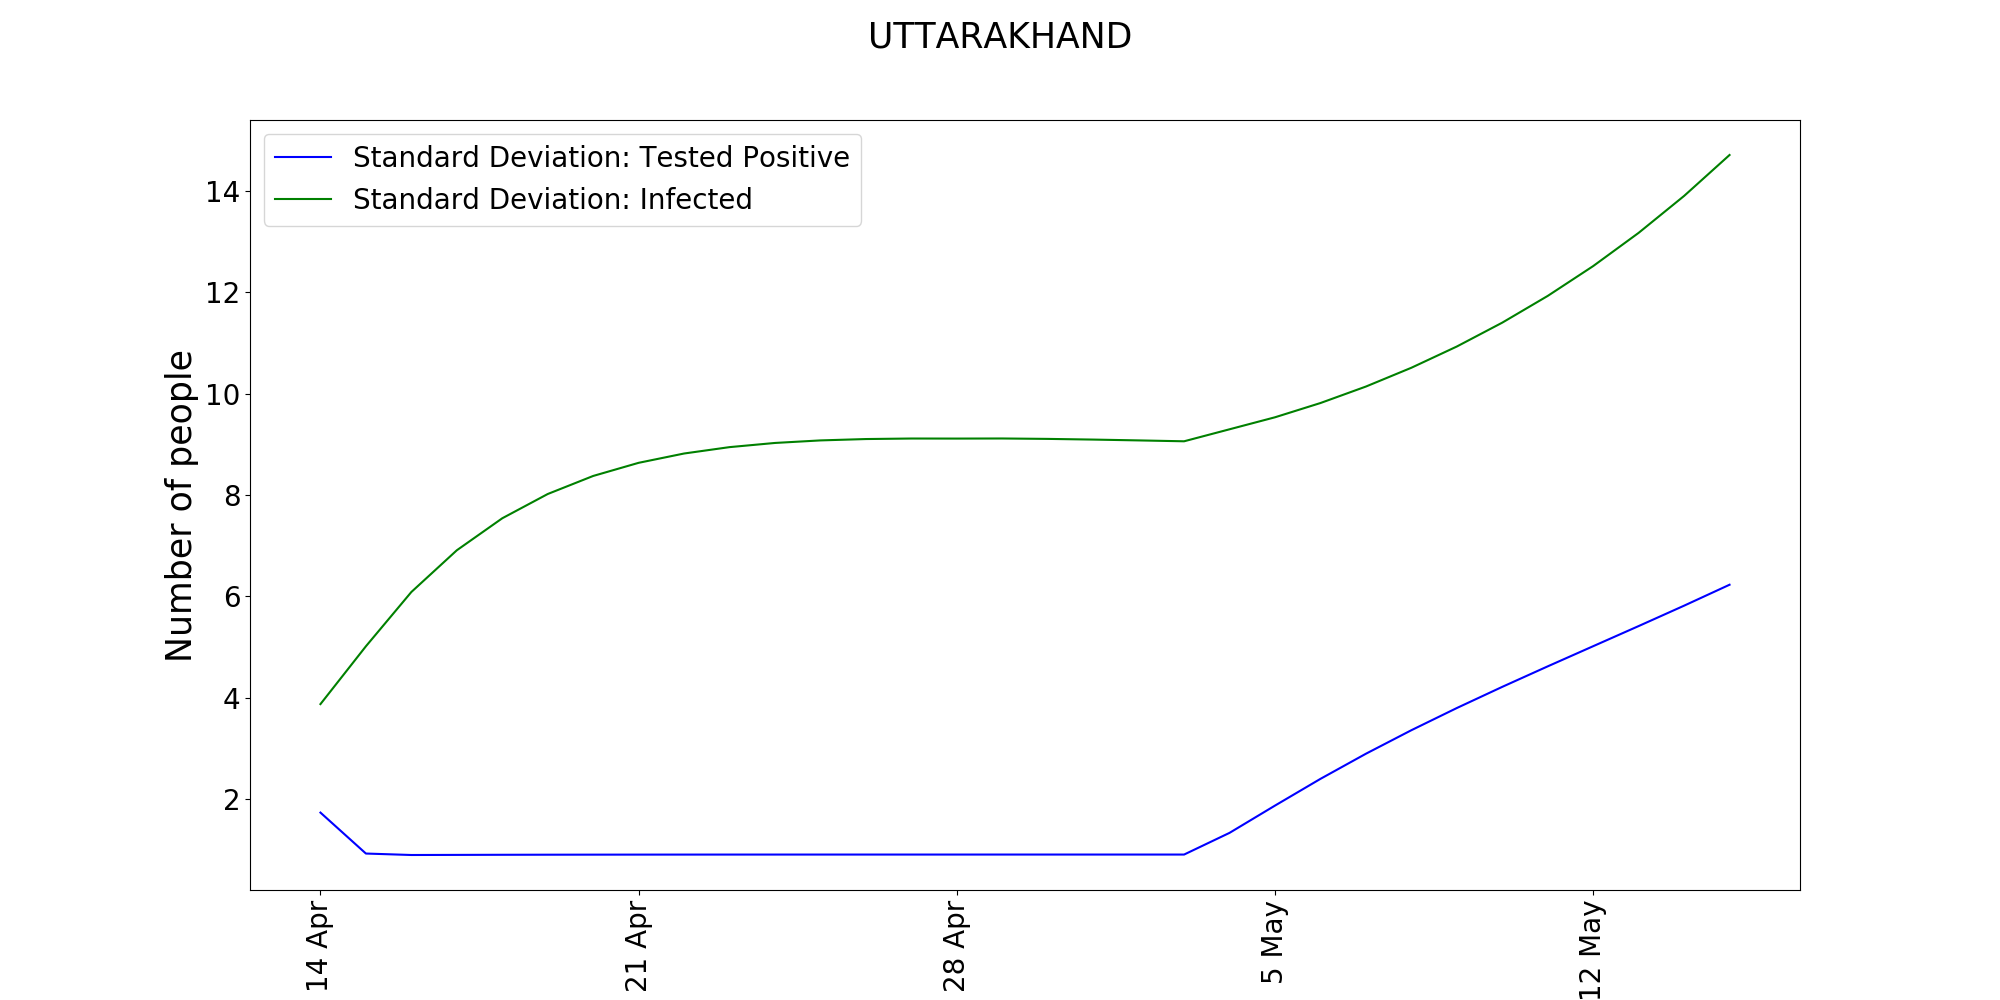 UTTARAKHAND
Standard Deviation: Tested Positive
Standard Deviation: Infected
Number of people
14
12
10
8
6
4
2
14 Apr
21 Apr
28 Apr
5 May
12 May